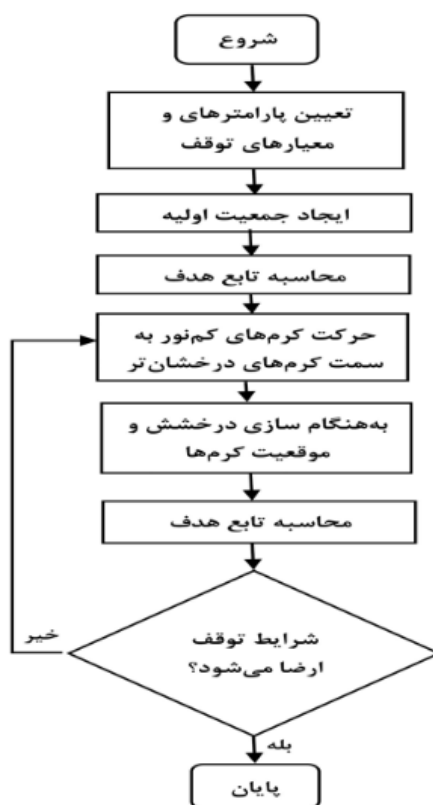 شروع
تعیین پارامترهای و
معیارهای توقف
ایجاد جمعیت اولیه
محاسبه تابع هدف
حرکت کرم‌های کم‌نور به
سمت کرم‌های درخشان‌تر
به‌هنگام سازی درخشش و
موقعیت کرم‌ها
محاسبه تابع هدف
شرایط توقف
ارضا می‌شود؟
خیر
بله
پایان